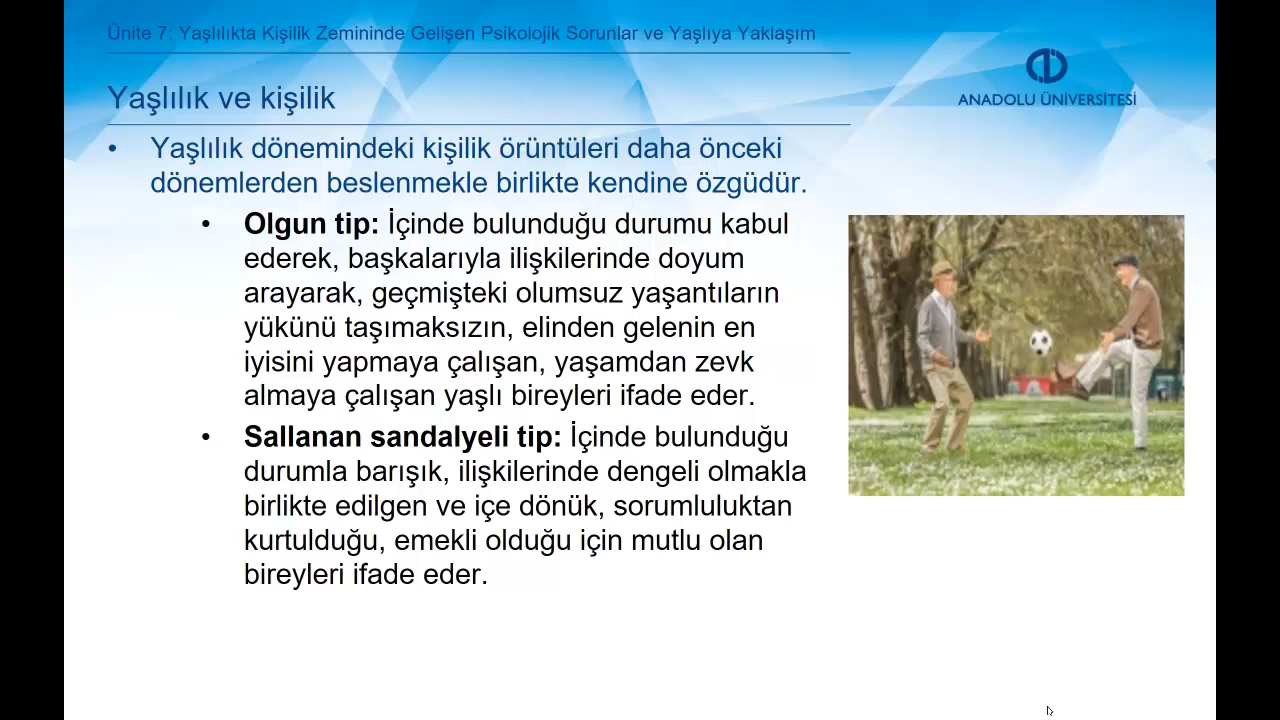 Ünite 7: Yaşlılıkta Kişilik Zemininde Gelişen Psikolojik Sorunlar ve Yaşlıya Yaklaşım
ANADOLU ÜNİVERSİTESİ
Yaşlılık ve kişilik
• Yaşlılık dönemindeki kişilik örüntüleri daha önceki
dönemlerden beslenmekle birlikte kendine özgüdür.
• Olgun tip: İçinde bulunduğu durumu kabul
ederek, başkalarıyla ilişkilerinde doyum
arayarak, geçmişteki olumsuz yaşantıların
yükünü taşımaksızın, elinden gelenin en
iyisini yapmaya çalışan, yaşamdan zevk
almaya çalışan yaşlı bireyleri ifade eder.
• Sallanan sandalyeli tip: İçinde bulunduğu
durumla barışık, ilişkilerinde dengeli olmakla
birlikte edilgen ve içe dönük, sorumluluktan
kurtulduğu, emekli olduğu için mutlu olan
bireyleri ifade eder.